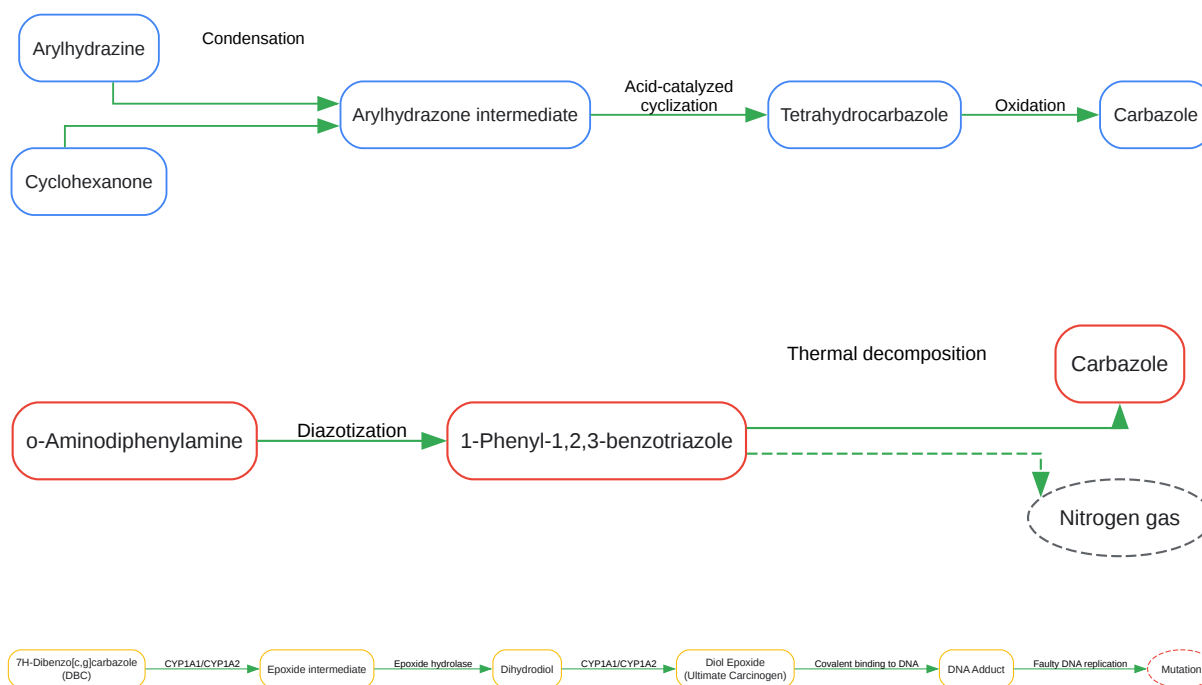 Arylhydrazine
Condensation
Cyclohexanone
Arylhydrazone intermediate
Acid-catalyzed
cyclization
Tetrahydrocarbazole
Oxidation
Carbazole
o-Aminodiphenylamine
Diazotization
1-Phenyl-1,2,3-benzotriazole
Thermal decomposition
Carbazole
Nitrogen gas
7H-Dibenzo[c,g]carbazole
(DBC)
CYP1A1/CYP1A2
Epoxide intermediate
Epoxide hydrolase
Dihydrodiol
CYP1A1/CYP1A2
Diol Epoxide
(Ultimate Carcinogen)
Covalent binding to DNA
DNA Adduct
Faulty DNA replication
Mutation